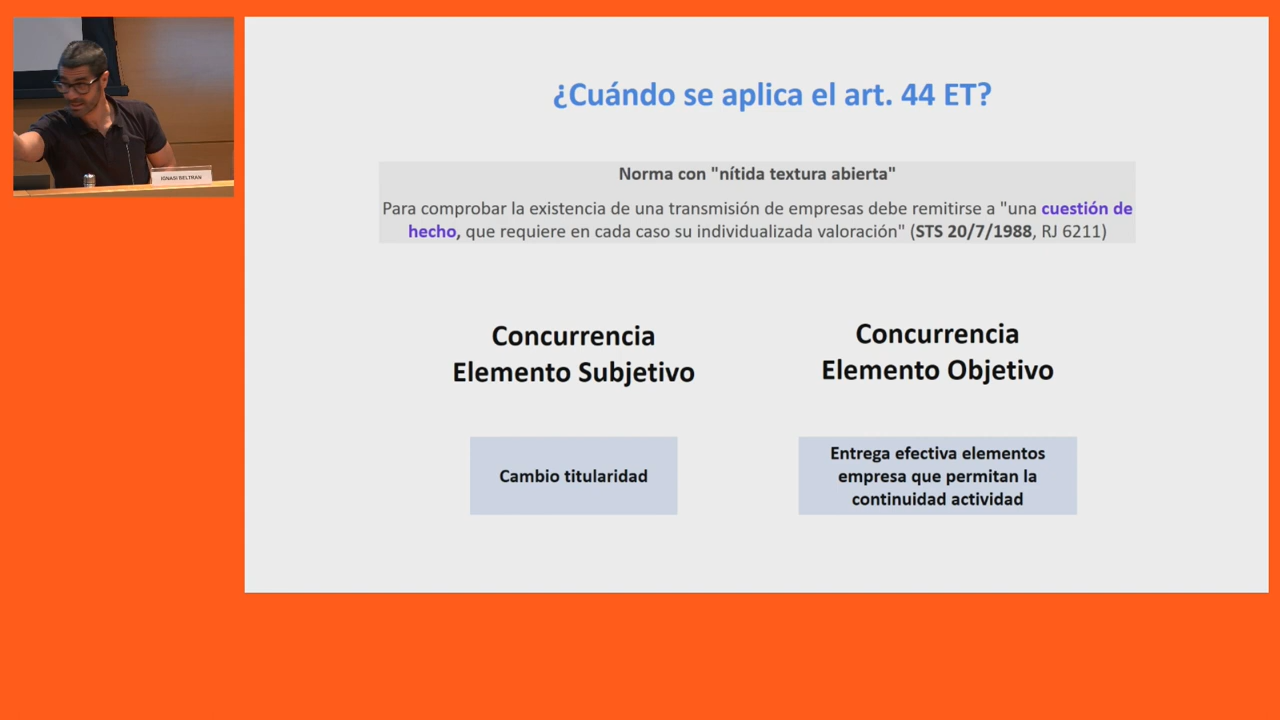 IGNASI BELTRAN
¿Cuándo se aplica el art. 44 ET?
Norma con "nítida textura abierta"
Para comprobar la existencia de una transmisión de empresas debe remitirse a "una cuestión de
hecho, que requiere en cada caso su individualizada valoración" (STS 20/7/1988, RJ 6211)
Concurrencia
Elemento Subjetivo
Cambio titularidad
Concurrencia
Elemento Objetivo
Entrega efectiva elementos
empresa que permitan la
continuidad actividad